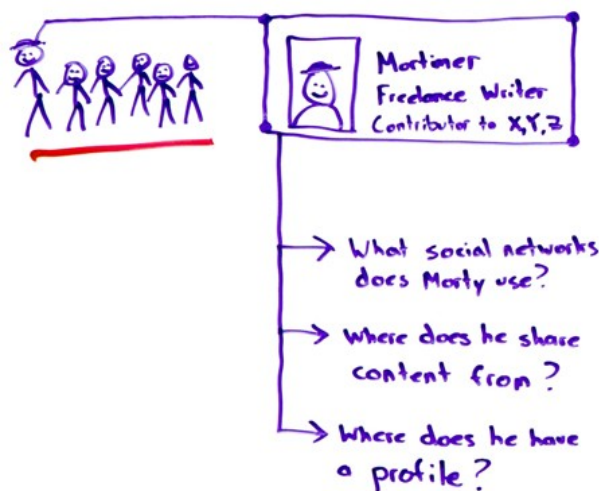 Mortimer
Freelance Writer
Contributor to X,Y,Z
What social networks
does Morty use?
Where does he share
content from?
Where does he have
a profile?